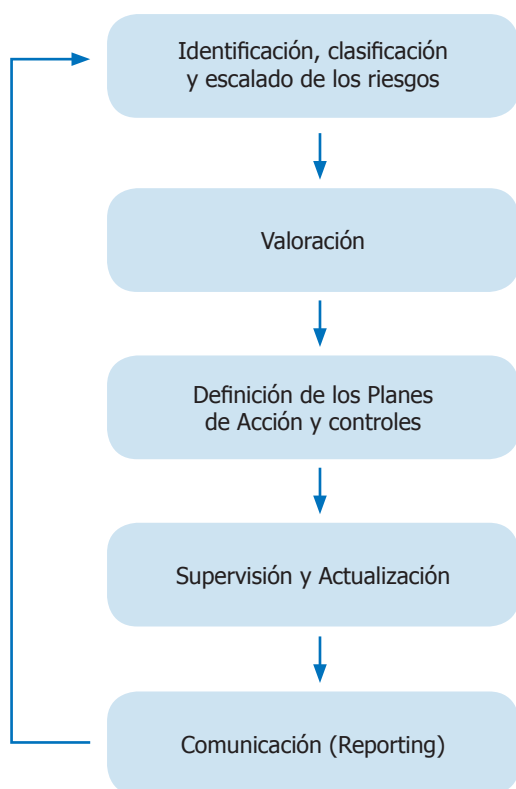 Identificación, clasificación
y escalado de los riesgos
Valoración
Definición de los Planes
de Acción y controles
Supervisión y Actualización
Comunicación (Reporting)